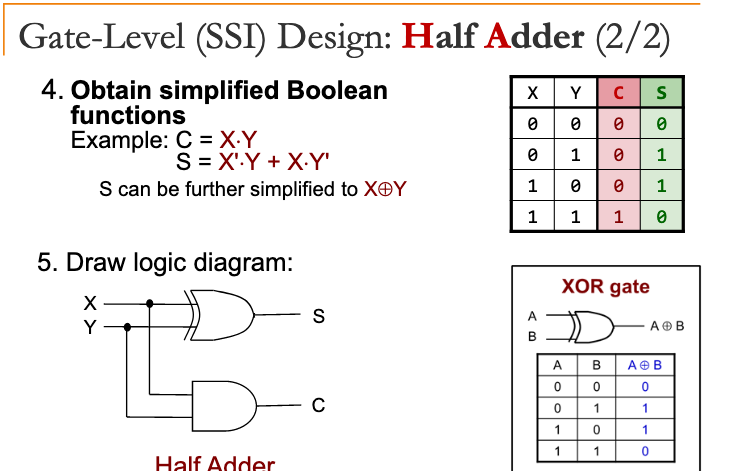 Gate-Level (SSI) Design: Half Adder (2/2)
4. Obtain simplified Boolean
functions
Example: C = X·Y
S = X'·Y + X·Y'
S can be further simplified to X⊕Y
X Y C S
0 0 0 0
0 1 0 1
1 0 0 1
1 1 1 0
5. Draw logic diagram:
X
Y
S
C
Half Adder
XOR gate
A
B
A⊕B
A B A⊕B
0 0 0
0 1 1
1 0 1
1 1 0